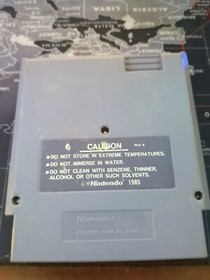 LIBYA
CAUTION
● DO NOT STORE IN EXTREME TEMPERATURES.
● DO NOT IMMERSE IN WATER.
● DO NOT CLEAN WITH BENZENE, THINNER,
ALCOHOL OR OTHER SUCH SOLVENTS.
©Nintendo 1985
Nintendo